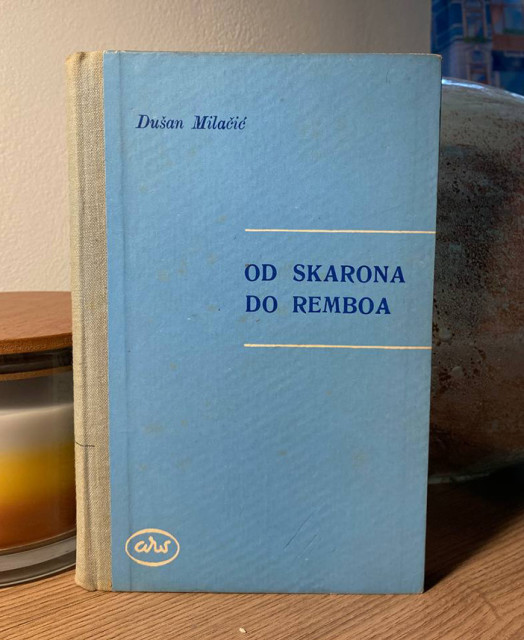 Dušan Milačić
OD SKARONA
DO REMBOA